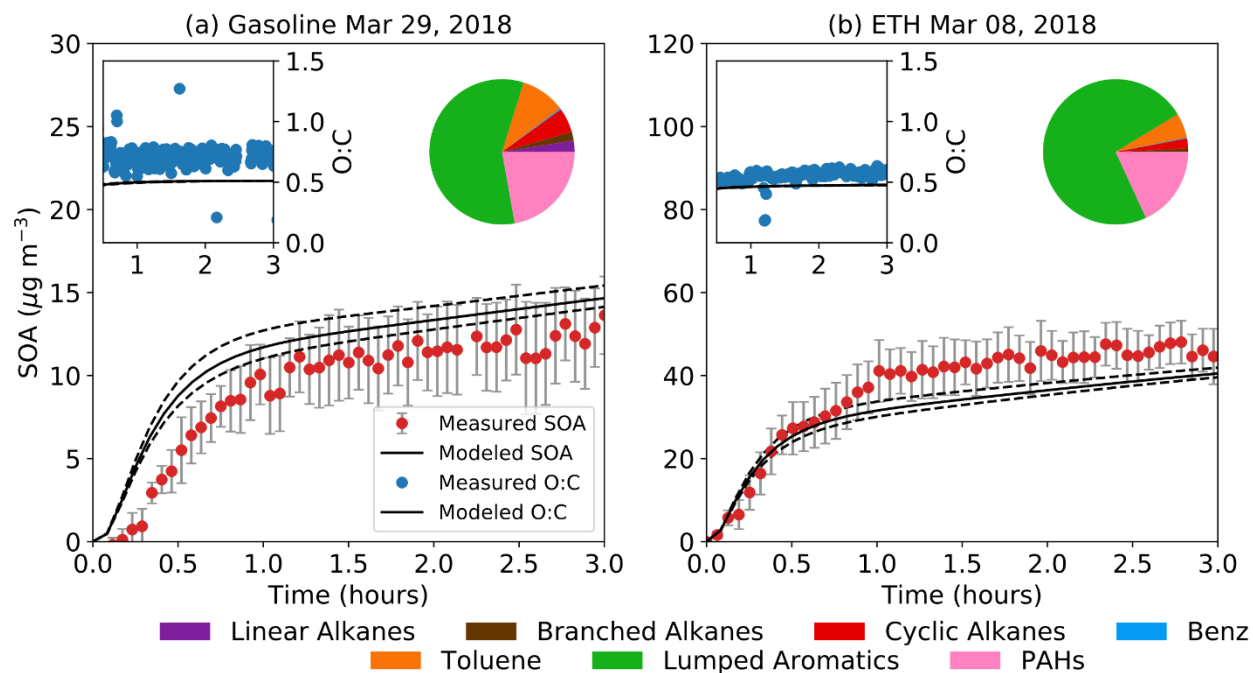 (a) Gasoline Mar 29, 2018
30
25
20
15
10
5
0
SOA (μg m⁻³)
0.0 0.5 1.0 1.5 2.0 2.5 3.0
Time (hours)
1.5
1.0
0.5
0.0
O:C
1 2 3
Measured SOA
Modeled SOA
Measured O:C
Modeled O:C
(b) ETH Mar 08, 2018
120
100
80
60
40
20
0
0.0 0.5 1.0 1.5 2.0 2.5 3.0
Time (hours)
1.5
1.0
0.5
0.0
O:C
1 2 3
Linear Alkanes Branched Alkanes Cyclic Alkanes Benz
Toluene Lumped Aromatics PAHs